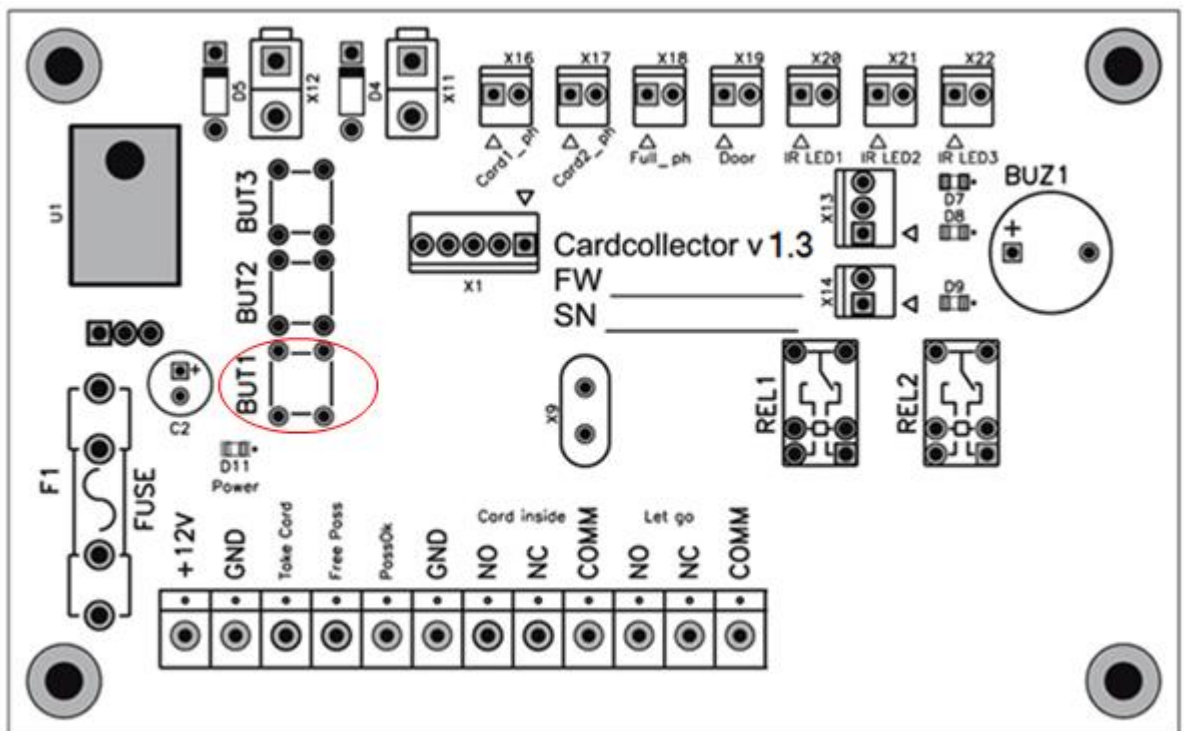 X16 X17 X18 X19 X20 X21 X22
D5 X12 D4 X11
Card1_ph Card2_ph Full_ph Door IR LED1 IR LED2 IR LED3
U1
BUT3
BUT2
BUT1
X1
Cardcollector v 1.3
FW
SN
X13
X14
D7
D8
D9
BUZ1
+
C2
+
X9
REL1
REL2
F1
FUSE
D11
Power
Card inside Let go
+12V GND Take Card Free Pass PassOk GND NO NC COMM NO NC COMM